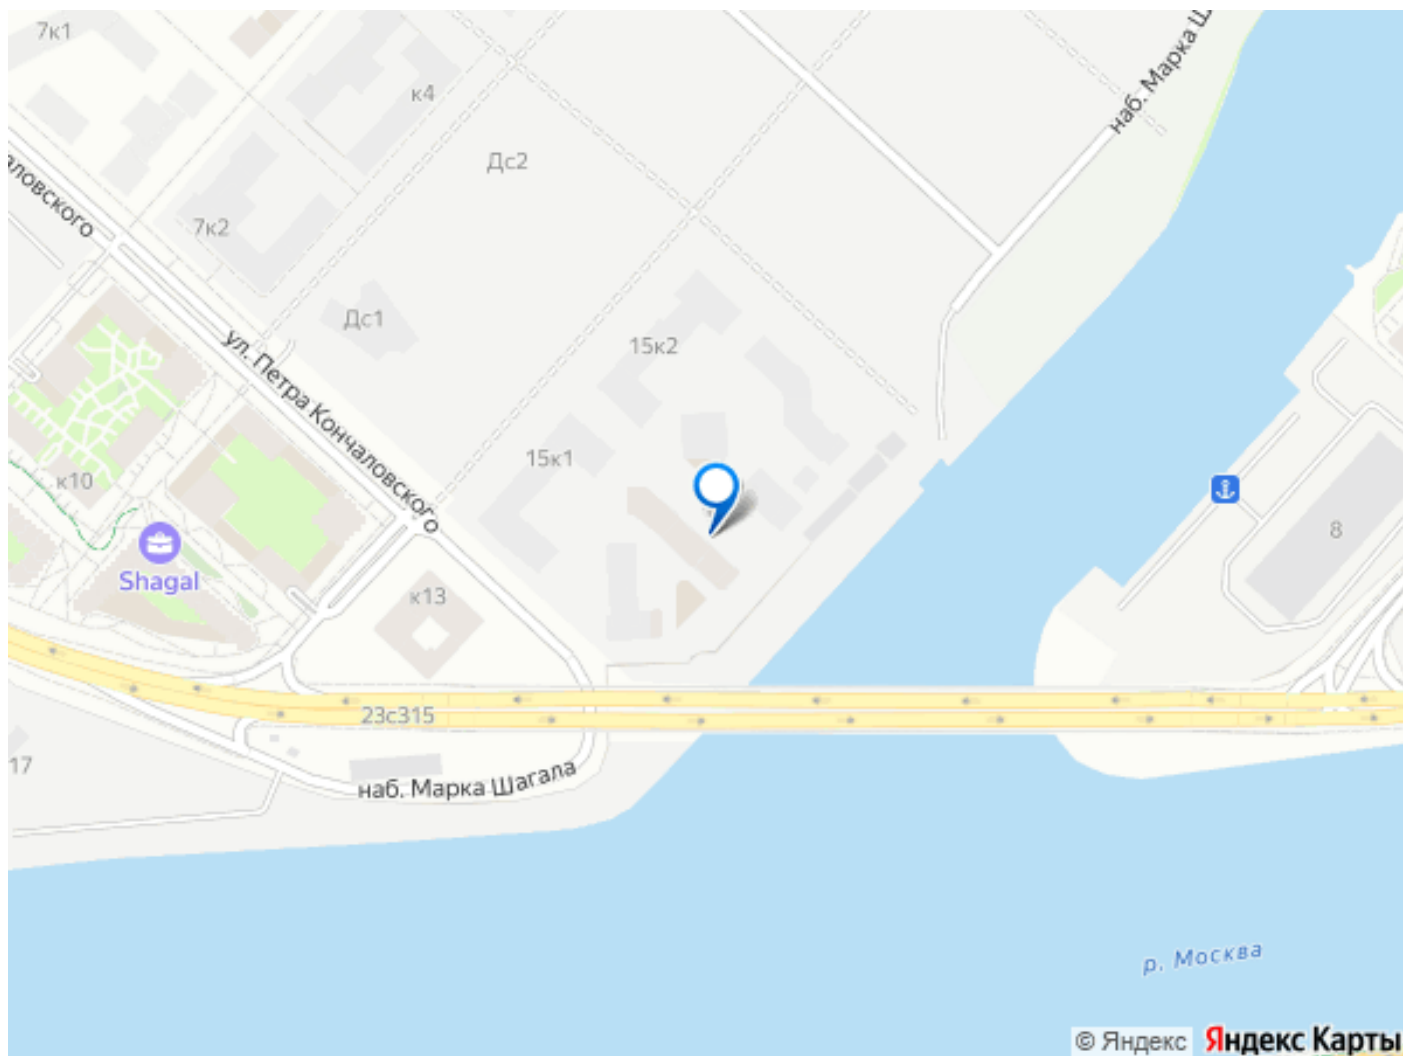 7к1
наб. Марка Ш
к4
Дс2
аловского
7к2
Дс1
ул. Петра Кончаловского
15к2
15к1
к10
8
Shagal
к13
23с315
17
наб. Марка Шагала
р. Москва
© Яндекс Яндекс Карты